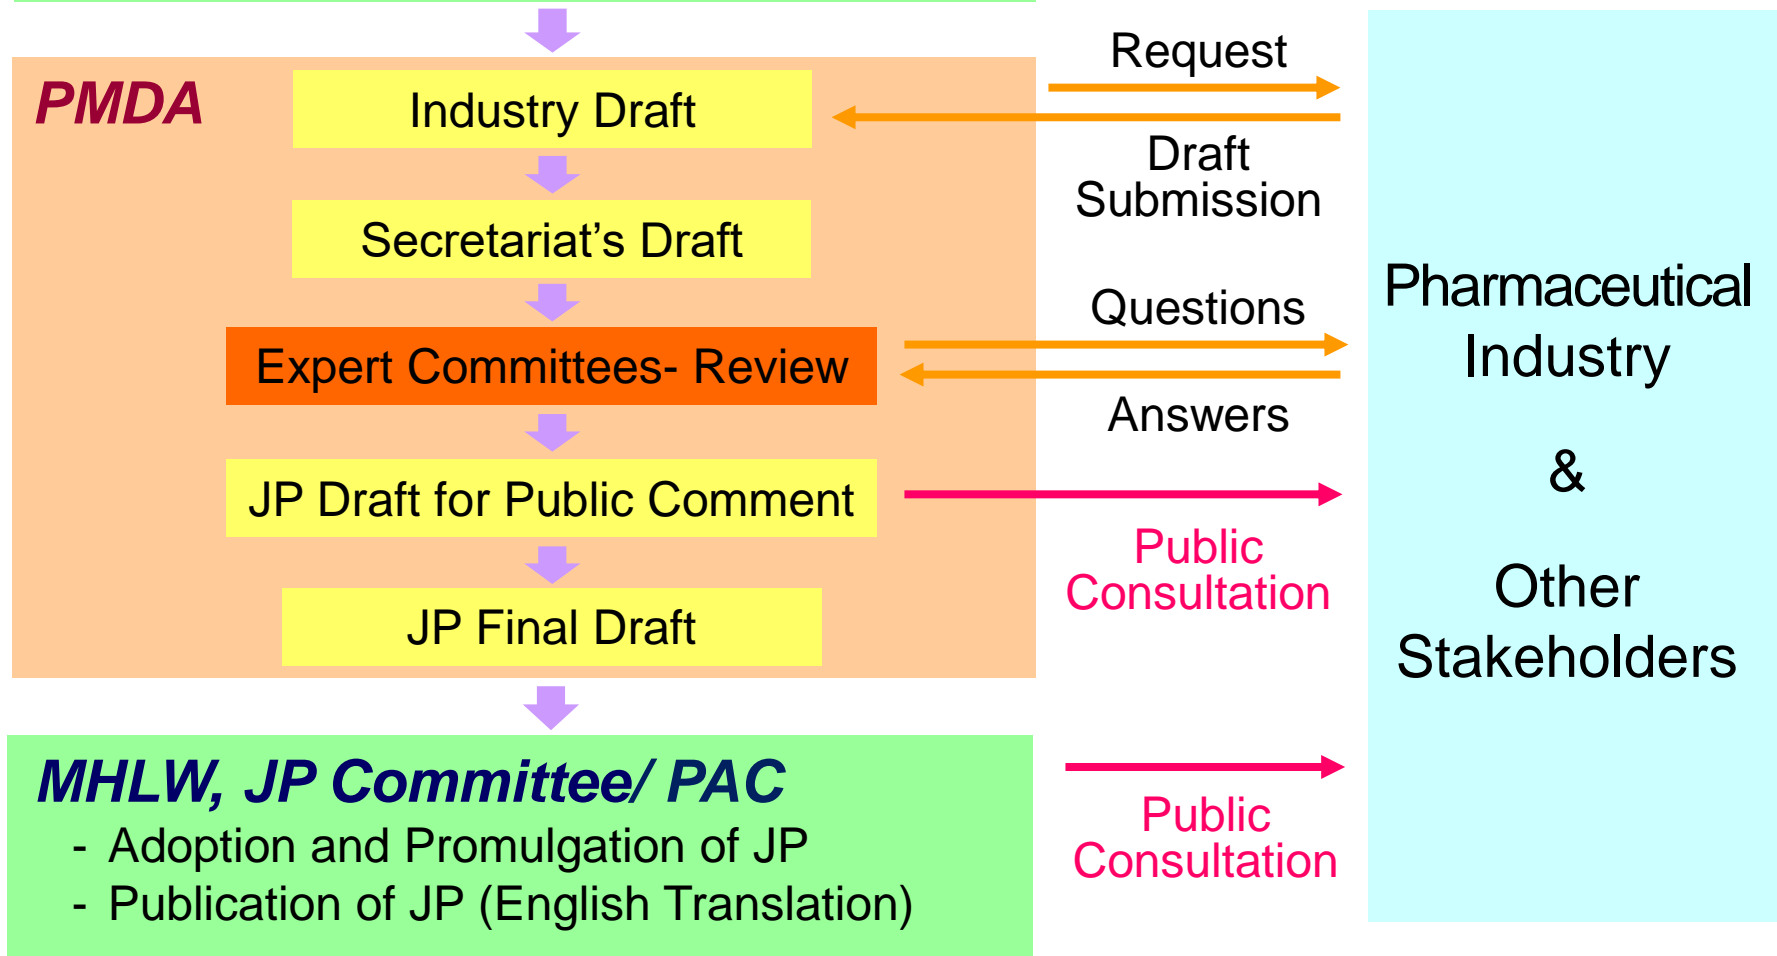 PMDA
Industry Draft
Request
Draft
Submission
Secretariat’s Draft
Expert Committees- Review
Questions
Answers
JP Draft for Public Comment
Public
Consultation
JP Final Draft
MHLW, JP Committee/ PAC
- Adoption and Promulgation of JP
- Publication of JP (English Translation)
Public
Consultation
Pharmaceutical
Industry
&
Other
Stakeholders